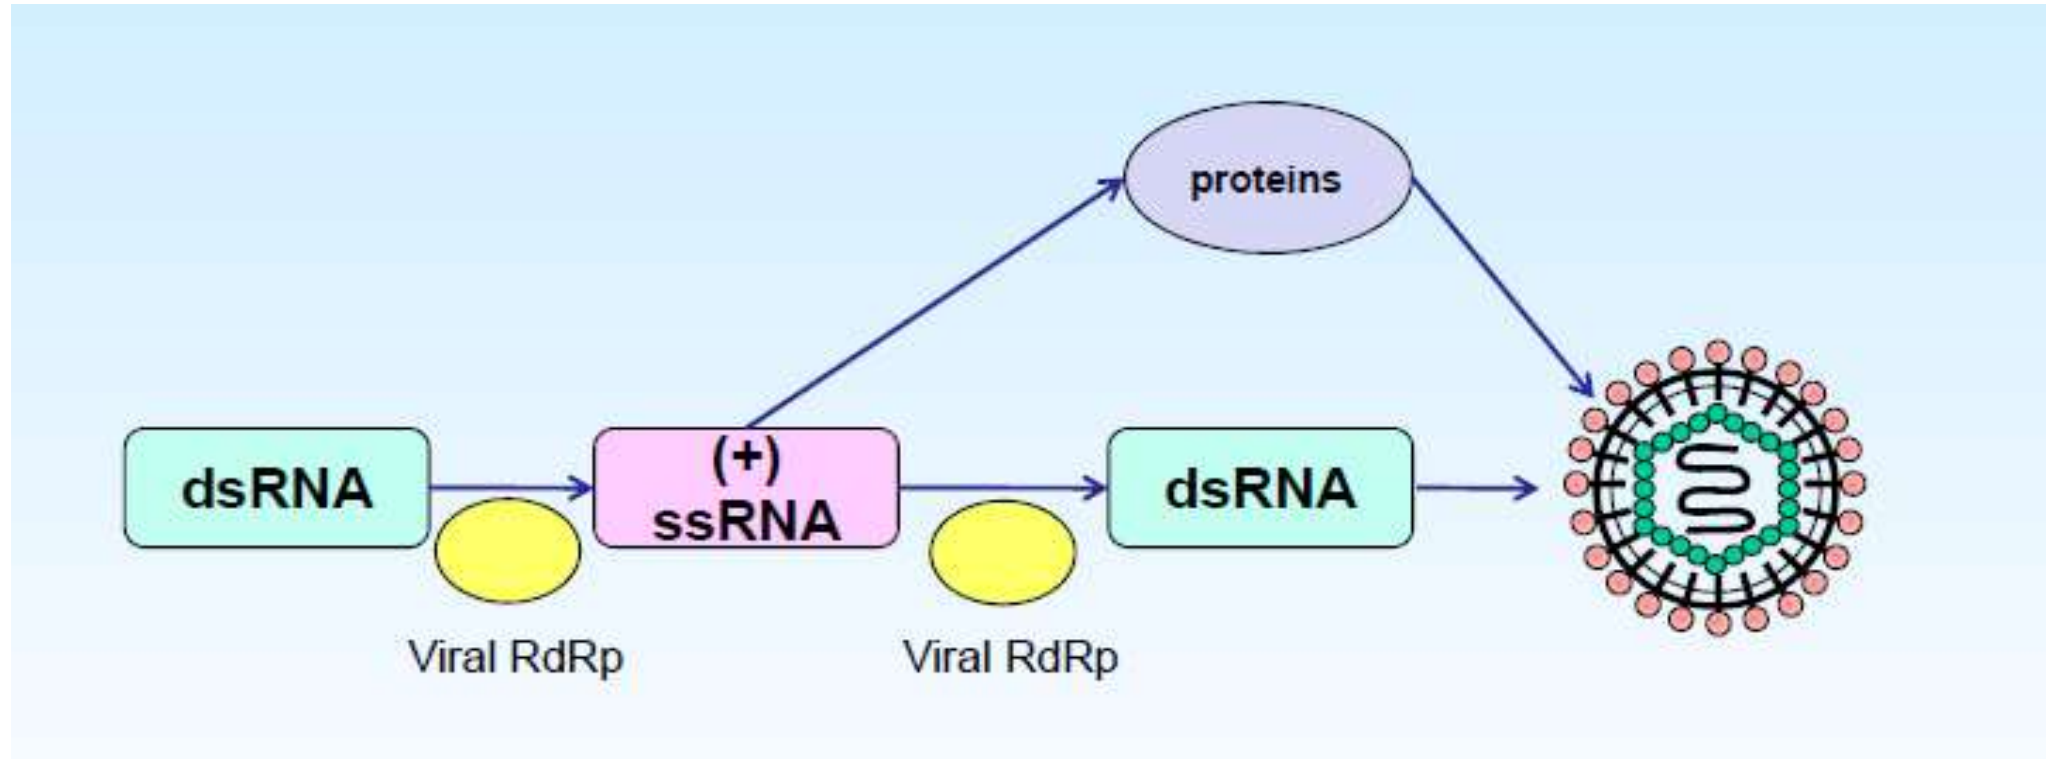 proteins
dsRNA
(+)
ssRNA
dsRNA
Viral RdRp
Viral RdRp